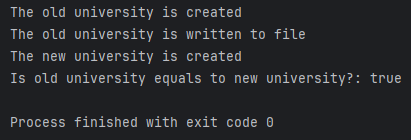 The old university is created
The old university is written to file
The new university is created
Is old university equals to new university?: true
Process finished with exit code 0